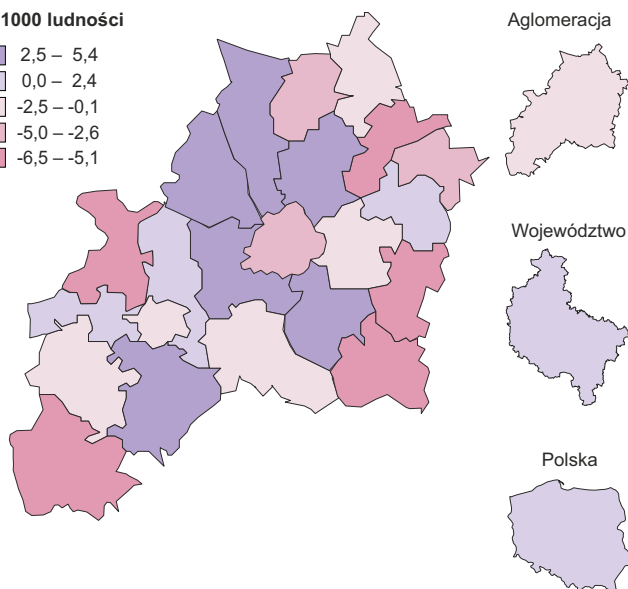 1000 ludności
2,5 – 5,4
0,0 – 2,4
-2,5 – -0,1
-5,0 – -2,6
-6,5 – -5,1
Aglomeracja
Województwo
Polska